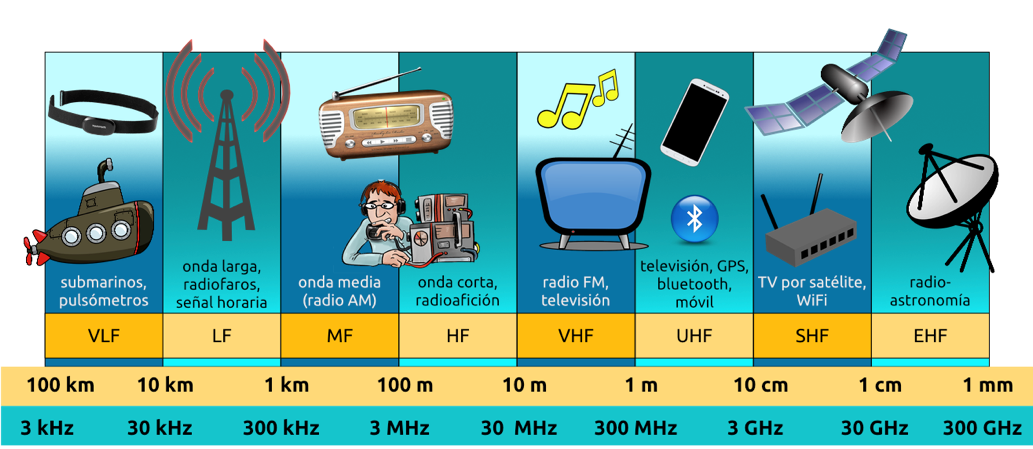 submarinos,
pulsómetros
onda larga,
radiofaros,
señal horaria
onda media
(radio AM)
onda corta,
radioafición
radio FM,
televisión
televisión, GPS,
bluetooth,
móvil
TV por satélite,
WiFi
radio-
astronomía
VLF LF MF HF VHF UHF SHF EHF
100 km 10 km 1 km 100 m 10 m 1 m 10 cm 1 cm 1 mm
3 kHz 30 kHz 300 kHz 3 MHz 30 MHz 300 MHz 3 GHz 30 GHz 300 GHz